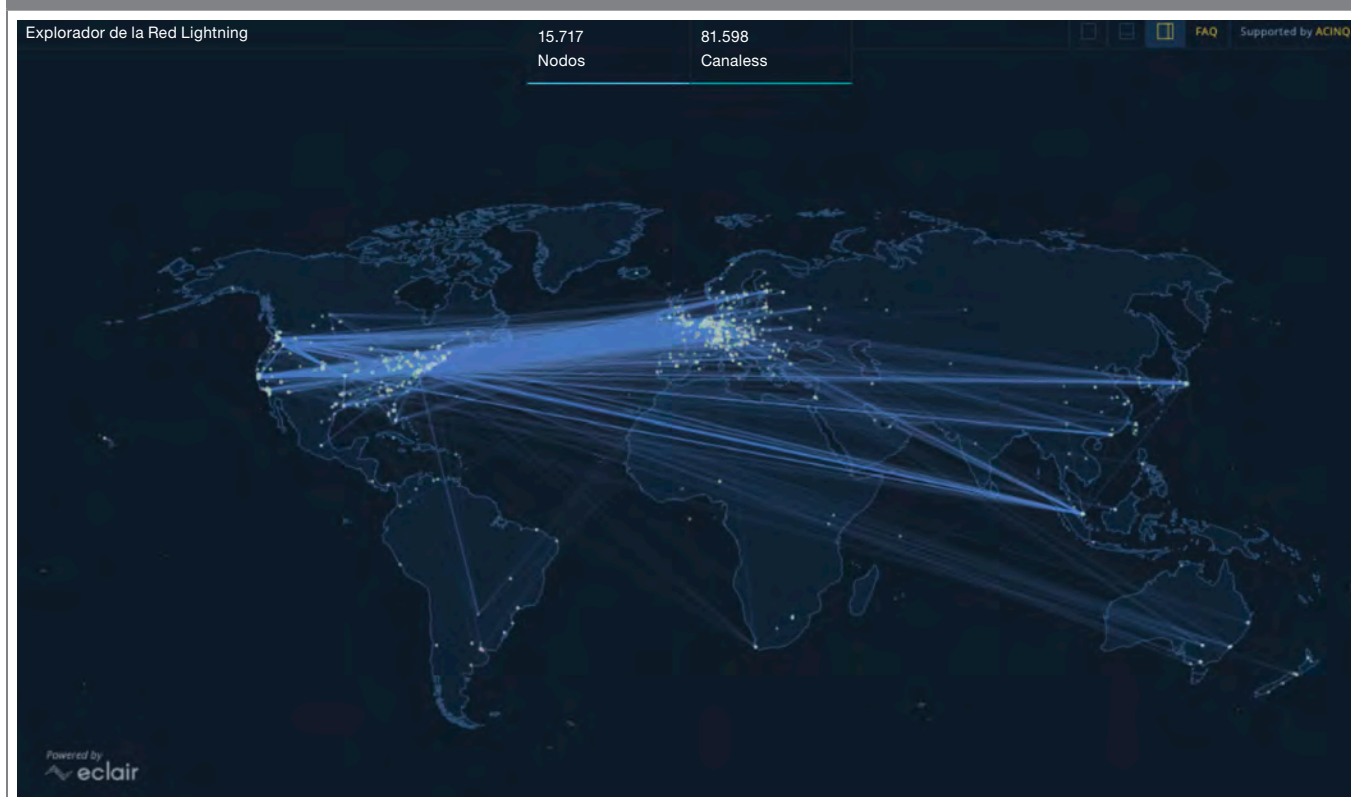 Explorador de la Red Lightning
15.717
Nodos
81.598
Canaless
FAQ
Supported by ACINQ
Powered by
eclair